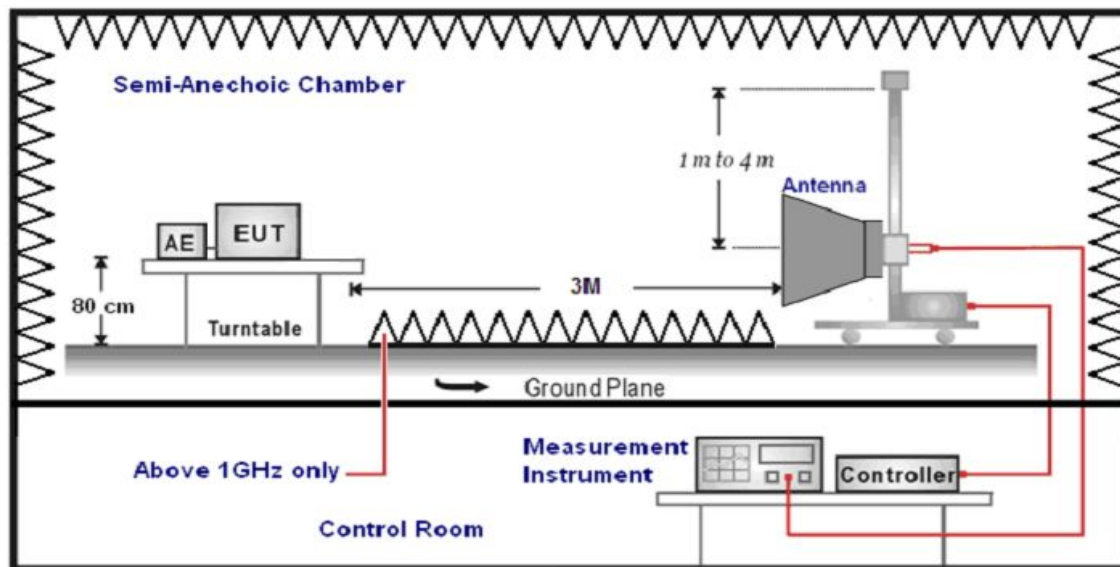 Semi-Anechoic Chamber
1 m to 4 m
Antenna
AE
EUT
80 cm
3M
Turntable
Ground Plane
Above 1GHz only
Measurement
Instrument
Controller
Control Room